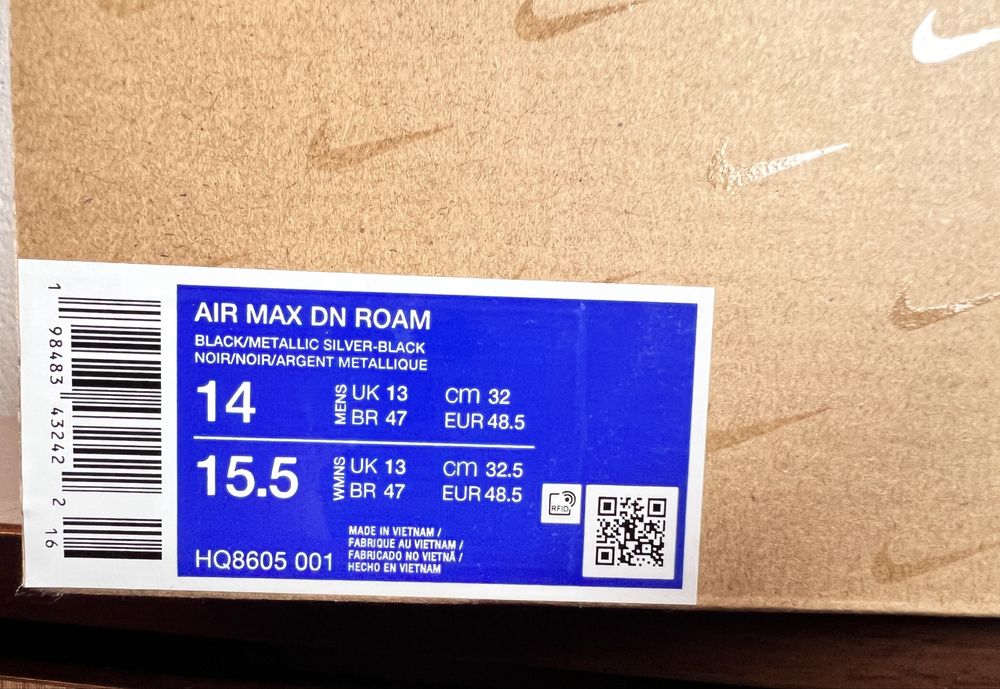 1 98483 43242 2 16
AIR MAX DN ROAM
BLACK/METALLIC SILVER-BLACK
NOIR/NOIR/ARGENT METALLIQUE
14 MENS UK 13 cm 32
BR 47 EUR 48.5
15.5 WMNS UK 13 cm 32.5
BR 47 EUR 48.5
RFID
HQ8605 001
MADE IN VIETNAM /
FABRIQUE AU VIETNAM /
FABRICADO NO VIETNÃ /
HECHO EN VIETNAM